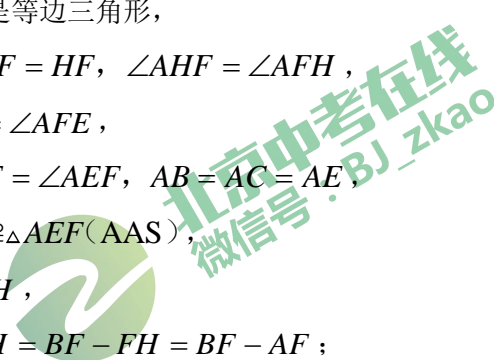 是等边三角形，
F = HF，∠AHF = ∠AFH，
∠AFE，
= ∠AEF，AB = AC = AE，
≌△AEF（AAS），
H，
H = BF − FH = BF − AF；
北京中考在线
微信号：BJ_zkao